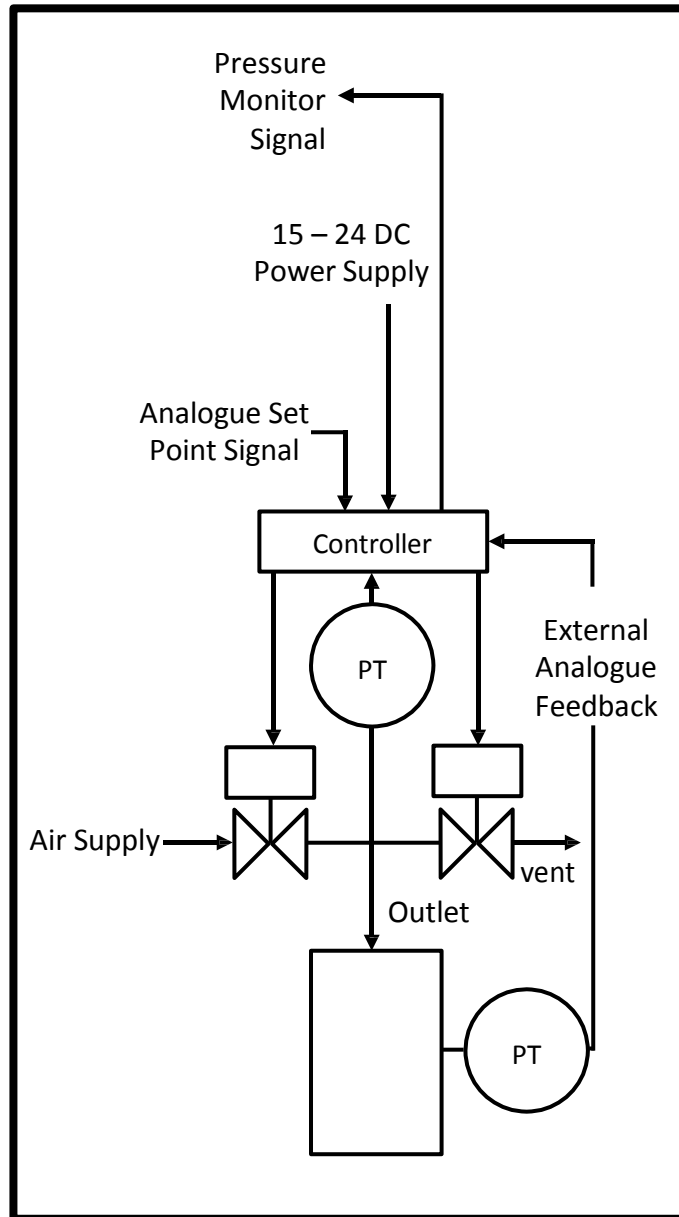 Pressure
Monitor
Signal
15 – 24 DC
Power Supply
Analogue Set
Point Signal
Controller
PT
External
Analogue
Feedback
Air Supply
vent
Outlet
PT